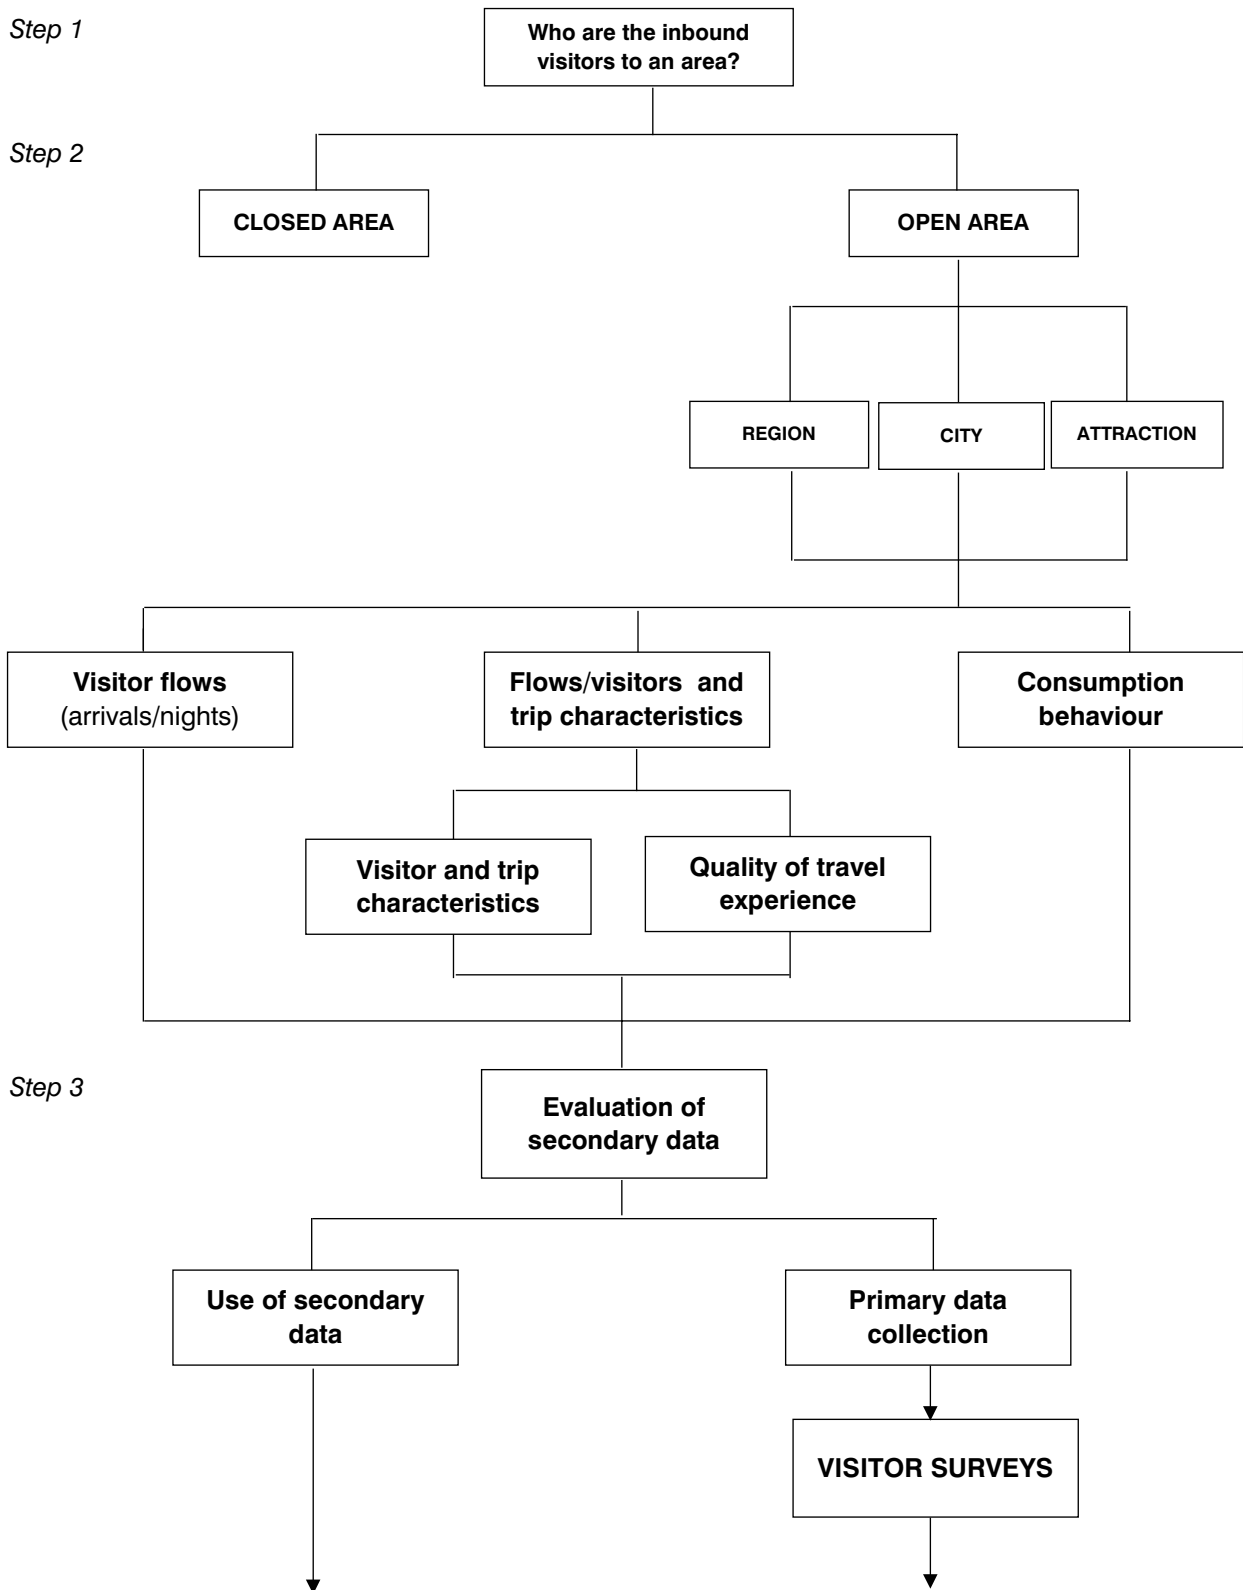 Step 1
Who are the inbound
visitors to an area?
Step 2
CLOSED AREA
OPEN AREA
REGION
CITY
ATTRACTION
Visitor flows
(arrivals/nights)
Flows/visitors and
trip characteristics
Consumption
behaviour
Visitor and trip
characteristics
Quality of travel
experience
Step 3
Evaluation of
secondary data
Use of secondary
data
Primary data
collection
VISITOR SURVEYS